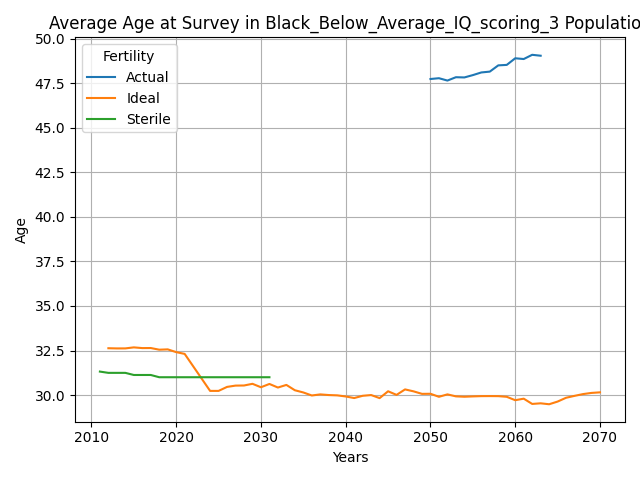 Average Age at Survey in Black_Below_Average_IQ_scoring_3 Populatio
Fertility
Actual
Ideal
Sterile
50.0
47.5
45.0
42.5
40.0
37.5
35.0
32.5
30.0
Age
2010 2020 2030 2040 2050 2060 2070
Years